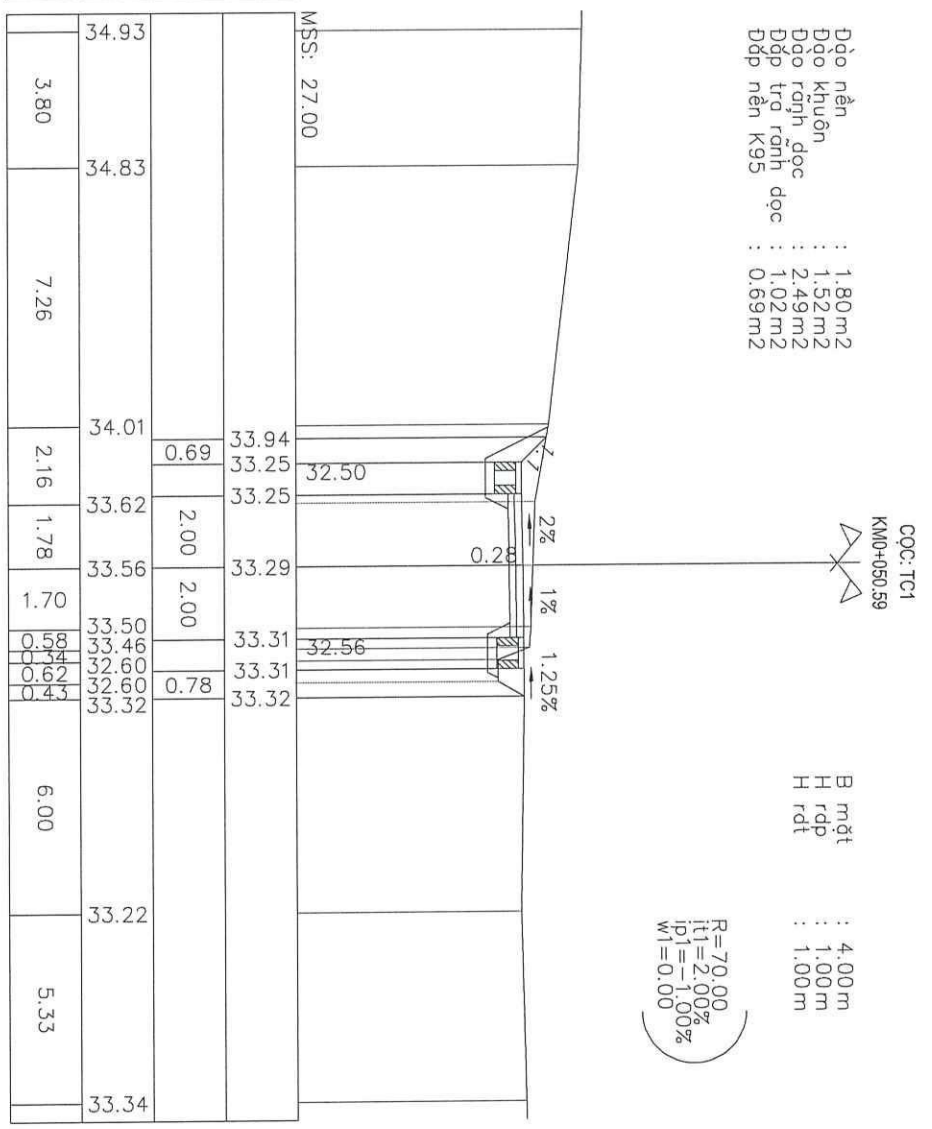 Đào nền : 1.80m2
Đào khuôn : 1.52m2
Đào rãnh dọc : 2.49m2
Đắp trả rãnh dọc : 1.02m2
Đắp nền K95 : 0.69m2
CỌC: TC1
KM0+050.59
B mặt : 4.00m
H rdp : 1.00m
H rdt : 1.00m
R=70.00
it1=2.00%
ip1=-1.00%
w1=0.00
2%
1%
1.25%
0.28
32.50
32.56
MSS: 27.00
33.94
33.25
33.25
33.29
33.31
33.31
33.32
0.69
2.00
2.00
0.78
34.93
34.83
34.01
33.62
33.56
33.50
33.46
32.60
32.60
33.32
33.22
33.34
3.80
7.26
2.16
1.78
1.70
0.58
0.34
0.62
0.43
6.00
5.33